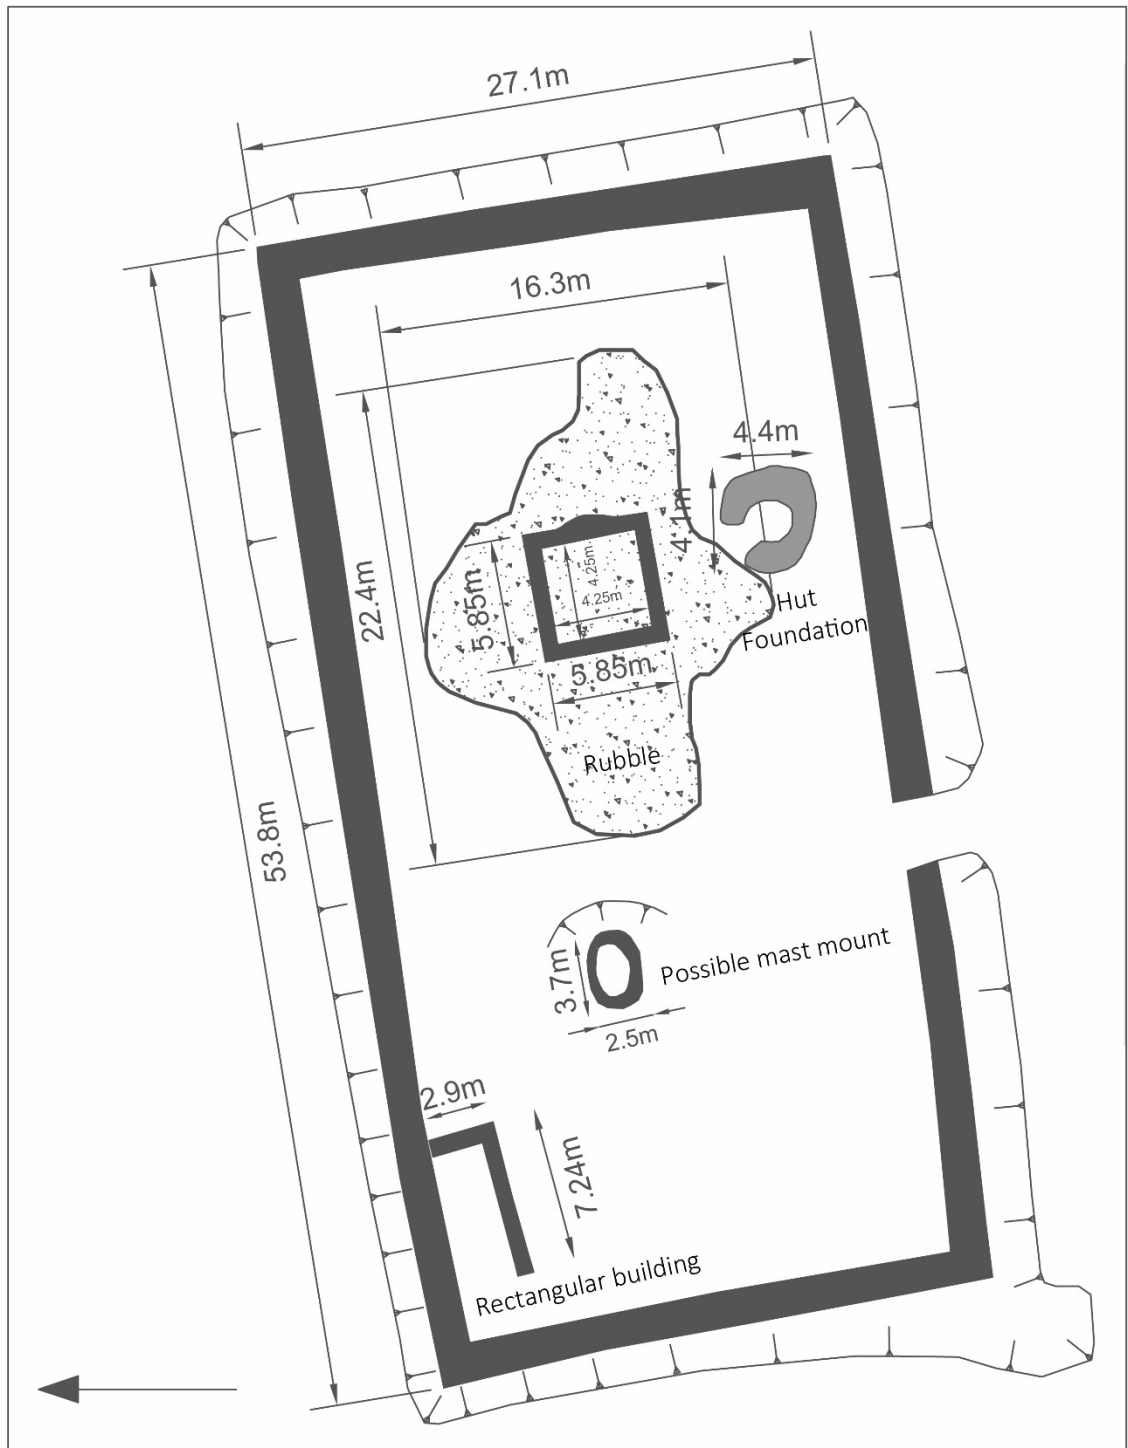 27.1m
16.3m
4.4m
4.1m
22.4m
5.85m
4.25m
4.25m
5.85m
Hut
Foundation
Rubble
53.8m
3.7m
Possible mast mount
2.5m
2.9m
7.24m
Rectangular building